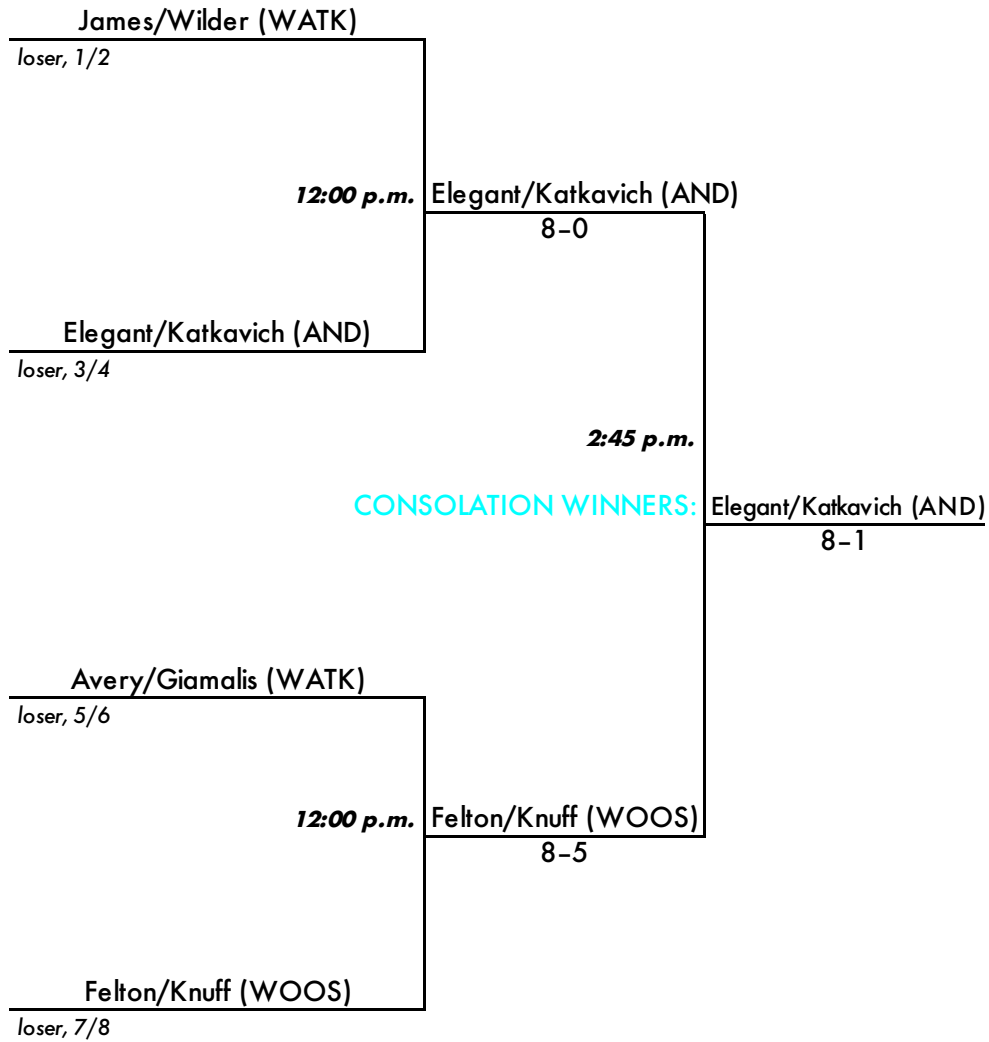 James/Wilder (WATK)
loser, 1/2
12:00 p.m.
Elegant/Katkavich (AND)
8–0
Elegant/Katkavich (AND)
loser, 3/4
2:45 p.m.
CONSOLATION WINNERS:
Elegant/Katkavich (AND)
8–1
Avery/Giamalis (WATK)
loser, 5/6
12:00 p.m.
Felton/Knuff (WOOS)
8–5
Felton/Knuff (WOOS)
loser, 7/8